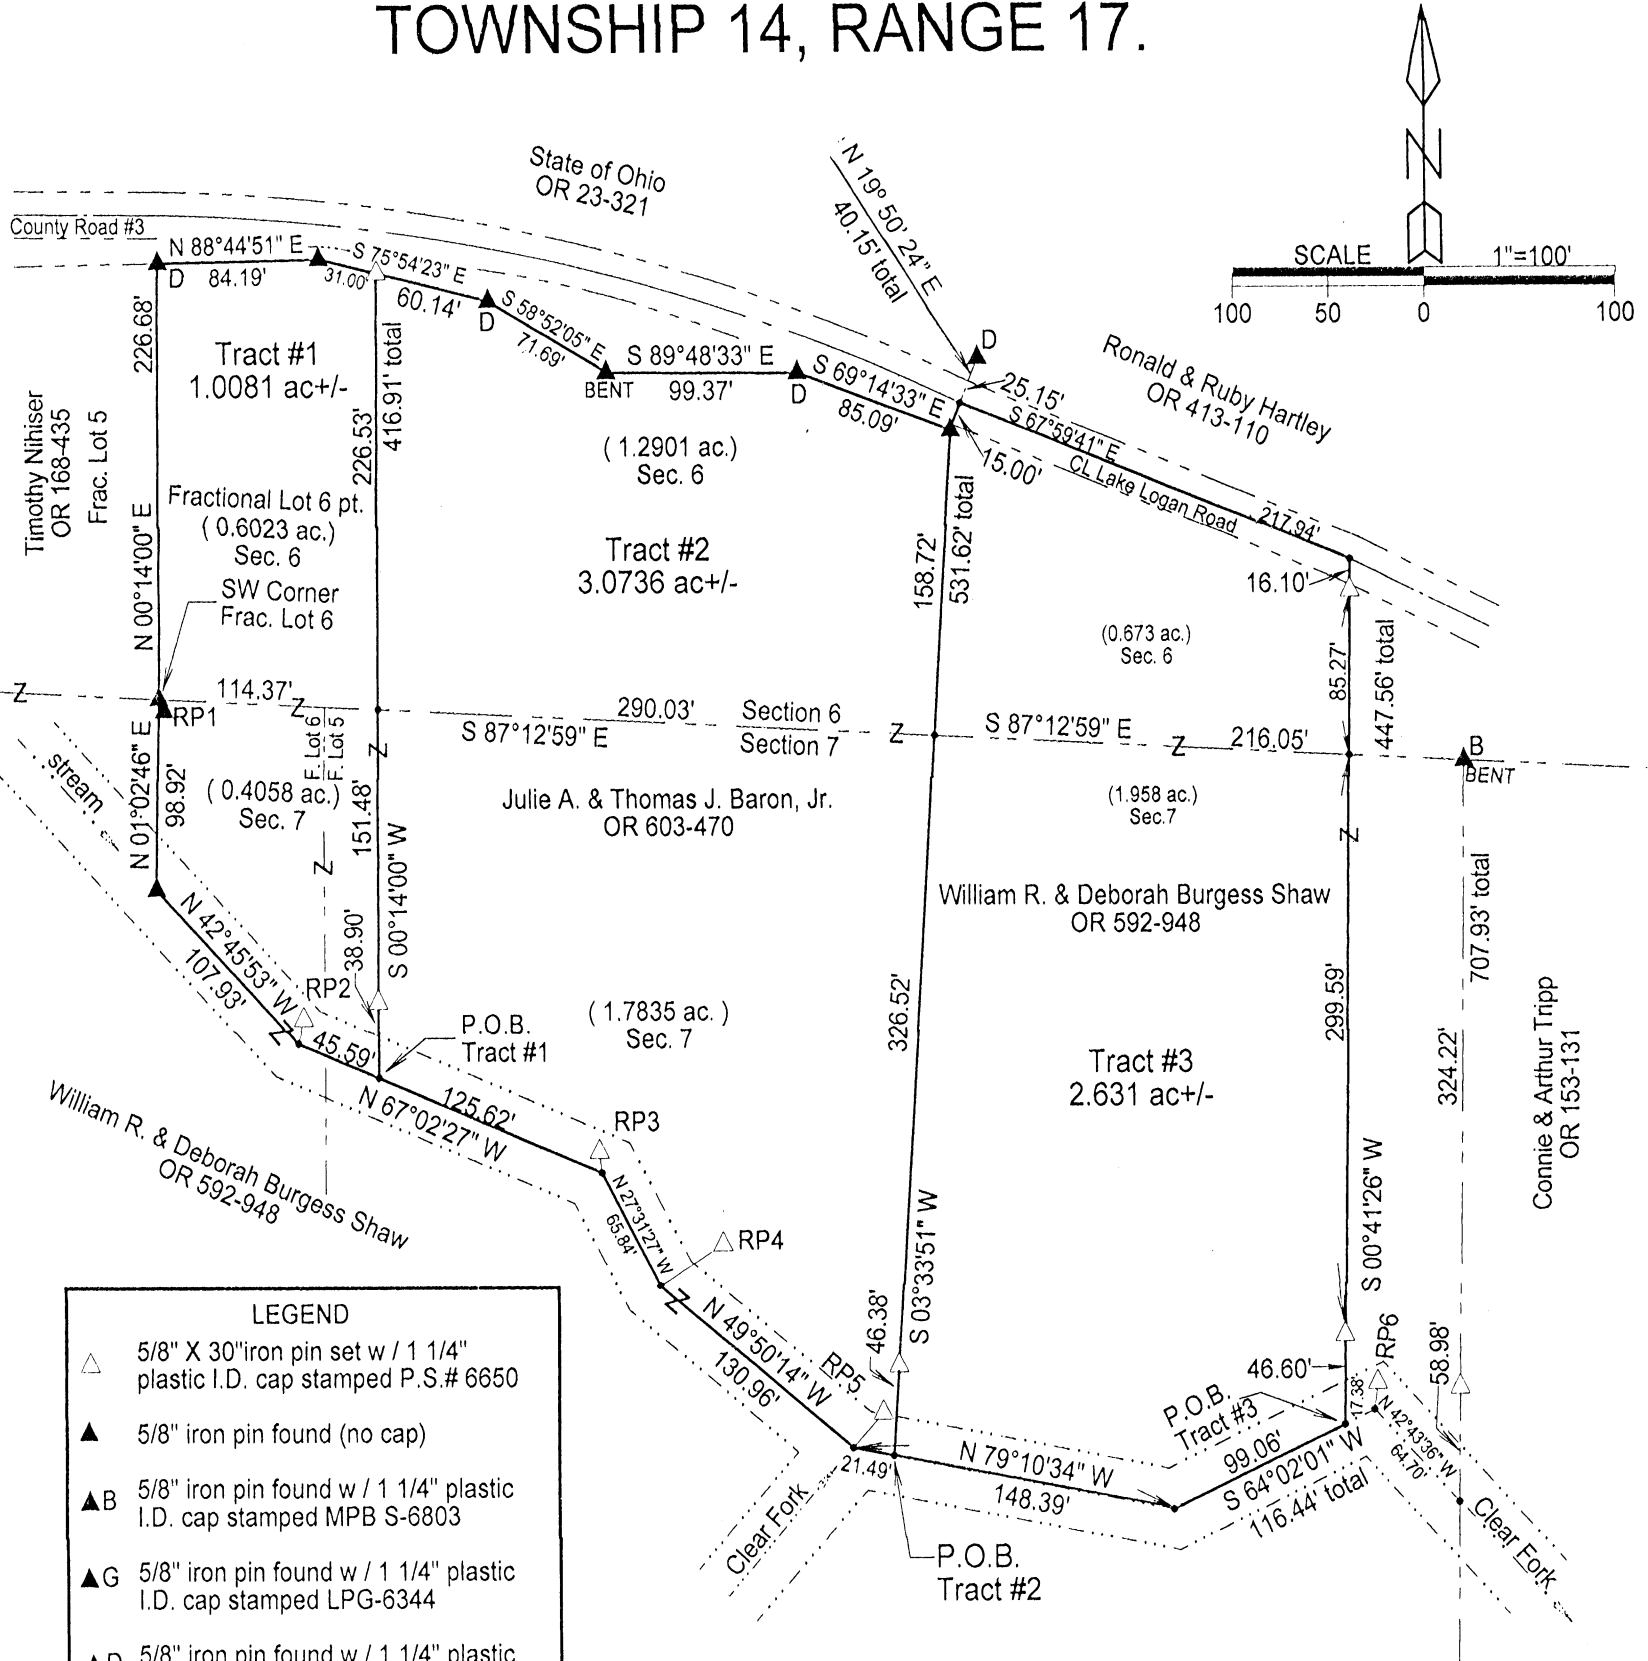 TOWNSHIP 14, RANGE 17.
N
SCALE 1"=100'
100 50 0 100
State of Ohio
OR 23-321
County Road #3
N 88°44'51" E
D 84.19'
S 75°54'23" E
31.00'
60.14'
D
S 58°52'05" E
71.69'
BENT
S 89°48'33" E
99.37'
D
S 69°14'33" E
85.09'
N 19° 50' 24" E
40.15' total
D
25.15'
15.00'
S 67°59'41" E
CL Lake Logan Road
217.94'
Ronald & Ruby Hartley
OR 413-110
226.68'
N 00°14'00" E
Timothy Nihiser
OR 168-435
Frac. Lot 5
Tract #1
1.0081 ac+/-
226.53'
416.91' total
Fractional Lot 6 pt.
( 0.6023 ac.)
Sec. 6
SW Corner
Frac. Lot 6
( 1.2901 ac.)
Sec. 6
Tract #2
3.0736 ac+/-
158.72'
531.62' total
16.10'
(0.673 ac.)
Sec. 6
85.27'
447.56' total
Z
114.37'
Z
RP1
290.03'
Section 6
S 87°12'59" E
Section 7
Z
S 87°12'59" E
Z
216.05'
B
BENT
F. Lot 6
F. Lot 5
Z
stream
N 01°02'46" E
98.92'
( 0.4058 ac.)
Sec. 7
151.48'
Z
S 00°14'00" W
38.90'
Julie A. & Thomas J. Baron, Jr.
OR 603-470
(1.958 ac.)
Sec.7
Z
William R. & Deborah Burgess Shaw
OR 592-948
707.93' total
N 42°45'53" W
107.93'
RP2
Z
45.59'
P.O.B.
Tract #1
( 1.7835 ac. )
Sec. 7
326.52'
299.59'
Tract #3
2.631 ac+/-
324.22'
Connie & Arthur Tripp
OR 153-131
125.62'
N 67°02'27" W
William R. & Deborah Burgess Shaw
OR 592-948
RP3
N 27°31'27" W
65.84'
RP4
Z
N 49°50'14" W
130.96'
RP5
46.38'
S 03°33'51" W
S 00°41'26" W
46.60'
RP6
58.98'
P.O.B.
Tract #3
17.38'
N 42°43'36" W
64.70'
21.49'
N 79°10'34" W
148.39'
99.06'
S 64°02'01" W
116.44' total
Clear Fork
Clear Fork
P.O.B.
Tract #2
LEGEND
5/8" X 30"iron pin set w / 1 1/4"
plastic I.D. cap stamped P.S.# 6650
5/8" iron pin found (no cap)
B 5/8" iron pin found w / 1 1/4" plastic
I.D. cap stamped MPB S-6803
G 5/8" iron pin found w / 1 1/4" plastic
I.D. cap stamped LPG-6344
D 5/8" iron pin found w / 1 1/4" plastic